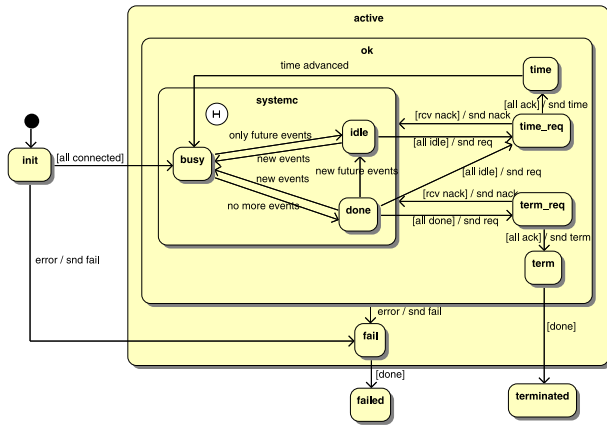 active
ok
time
time advanced
systemc
[all ack] / snd time
[rcv nack] / snd nack
H
idle
time_req
only future events
[all idle] / snd req
init
[all connected]
busy
new events
new future events
[all idle] / snd req
new events
[rcv nack] / snd nack
term_req
no more events
done
[all done] / snd req
[all ack] / snd term
error / snd fail
term
error / snd fail
fail
[done]
[done]
failed
terminated